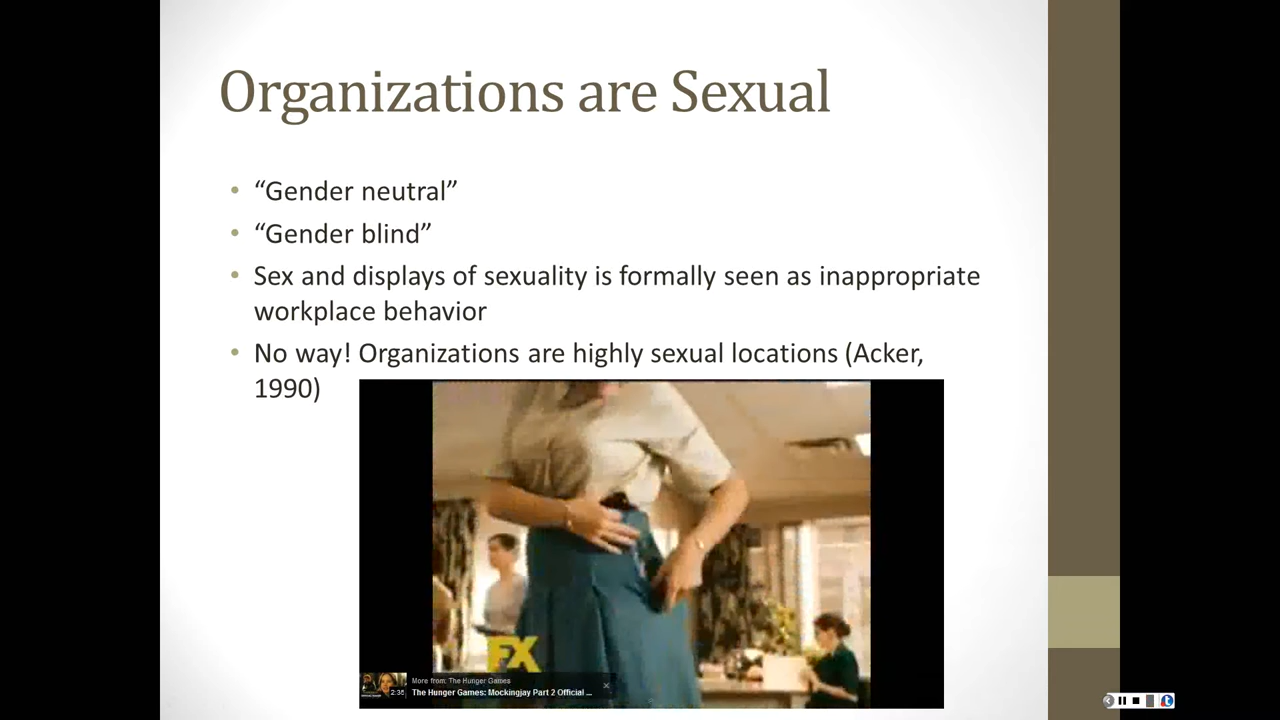 Organizations are Sexual
• “Gender neutral”
• “Gender blind”
• Sex and displays of sexuality is formally seen as inappropriate
workplace behavior
• No way! Organizations are highly sexual locations (Acker,
1990)
FX
More from: The Hunger Games
2:38
The Hunger Games: Mockingjay Part 2 Official ...